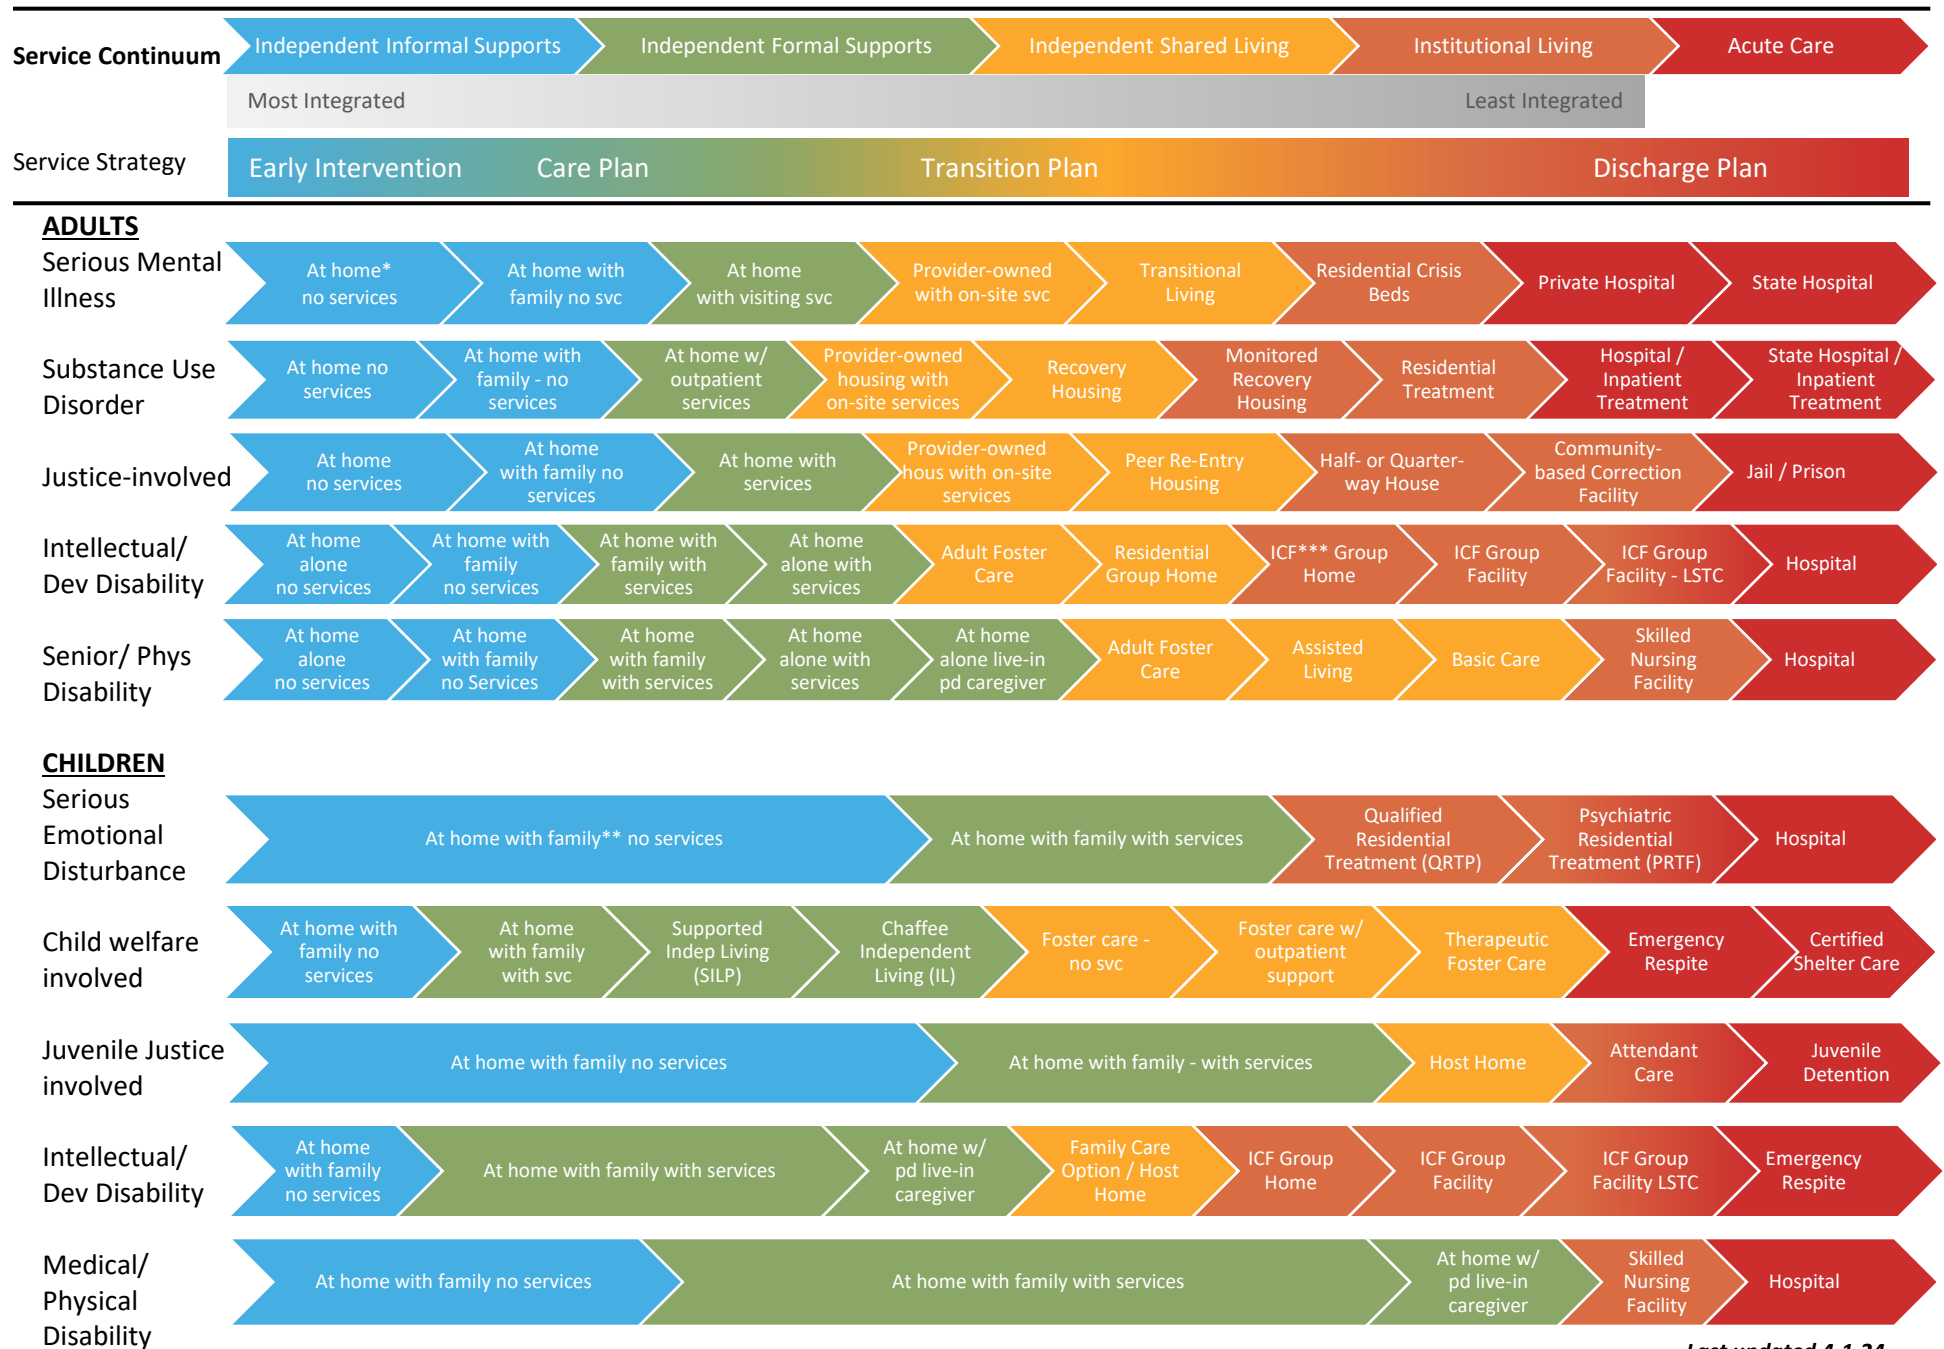 Service Continuum
Independent Informal Supports
Independent Formal Supports
Independent Shared Living
Institutional Living
Acute Care
Most Integrated
Least Integrated
Service Strategy
Early Intervention
Care Plan
Transition Plan
Discharge Plan
ADULTS
Serious Mental
Illness
At home*
no services
At home with
family no svc
At home
with visiting svc
Provider-owned
with on-site svc
Transitional
Living
Residential Crisis
Beds
Private Hospital
State Hospital
Substance Use
Disorder
At home no
services
At home with
family - no
services
At home w/
outpatient
services
Provider-owned
housing with
on-site services
Recovery
Housing
Monitored
Recovery
Housing
Residential
Treatment
Hospital /
Inpatient
Treatment
State Hospital /
Inpatient
Treatment
Justice-involved
At home
no services
At home
with family no
services
At home with
services
Provider-owned
hous with on-site
services
Peer Re-Entry
Housing
Half- or Quarter-
way House
Community-
based Correction
Facility
Jail / Prison
Intellectual/
Dev Disability
At home
alone
no services
At home with
family
no services
At home with
family with
services
At home
alone with
services
Adult Foster
Care
Residential
Group Home
ICF*** Group
Home
ICF Group
Facility
ICF Group
Facility - LSTC
Hospital
Senior/ Phys
Disability
At home
alone
no services
At home
with family
no Services
At home
with family
with services
At home
alone with
services
At home
alone live-in
pd caregiver
Adult Foster
Care
Assisted
Living
Basic Care
Skilled
Nursing
Facility
Hospital
CHILDREN
Serious
Emotional
Disturbance
At home with family** no services
At home with family with services
Qualified
Residential
Treatment (QRTP)
Psychiatric
Residential
Treatment (PRTF)
Hospital
Child welfare
involved
At home with
family no
services
At home
with family
with svc
Supported
Indep Living
(SILP)
Chaffee
Independent
Living (IL)
Foster care -
no svc
Foster care w/
outpatient
support
Therapeutic
Foster Care
Emergency
Respite
Certified
Shelter Care
Juvenile Justice
involved
At home with family no services
At home with family - with services
Host Home
Attendant
Care
Juvenile
Detention
Intellectual/
Dev Disability
At home
with family
no services
At home with family with services
At home w/
pd live-in
caregiver
Family Care
Option / Host
Home
ICF Group
Home
ICF Group
Facility
ICF Group
Facility LSTC
Emergency
Respite
Medical/
Physical
Disability
At home with family no services
At home with family with services
At home w/
pd live-in
caregiver
Skilled
Nursing
Facility
Hospital
Last updated 4-1-24